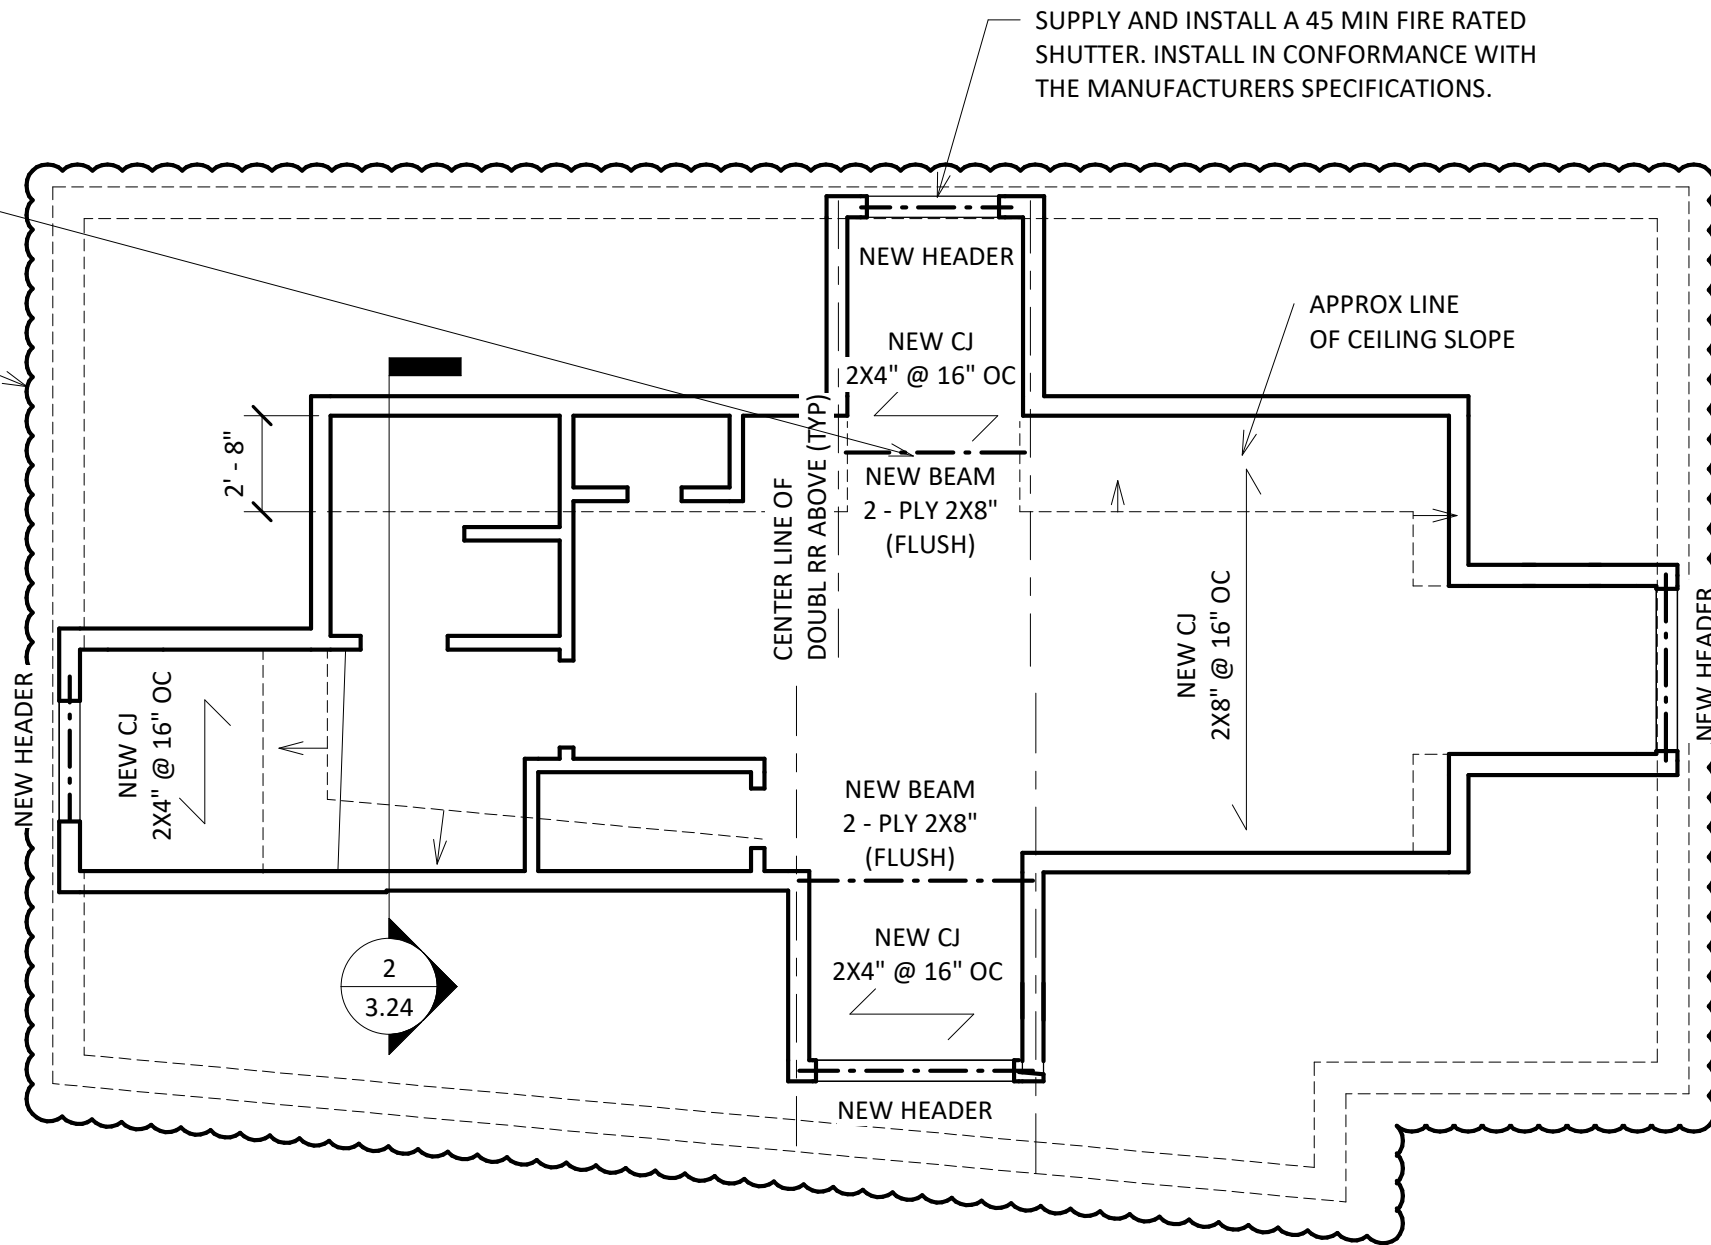 SUPPLY AND INSTALL A 45 MIN FIRE RATED
SHUTTER. INSTALL IN CONFORMANCE WITH
THE MANUFACTURERS SPECIFICATIONS.
NEW HEADER
APPROX LINE
OF CEILING SLOPE
NEW CJ
2X4" @ 16" OC
2' - 8"
CENTER LINE OF
DOUBL RR ABOVE (TYP)
NEW BEAM
2 - PLY 2X8"
(FLUSH)
NEW CJ
2X8" @ 16" OC
NEW HEADER
NEW HEADER
NEW CJ
2X4" @ 16" OC
NEW BEAM
2 - PLY 2X8"
(FLUSH)
NEW CJ
2X4" @ 16" OC
2
3.24
NEW HEADER